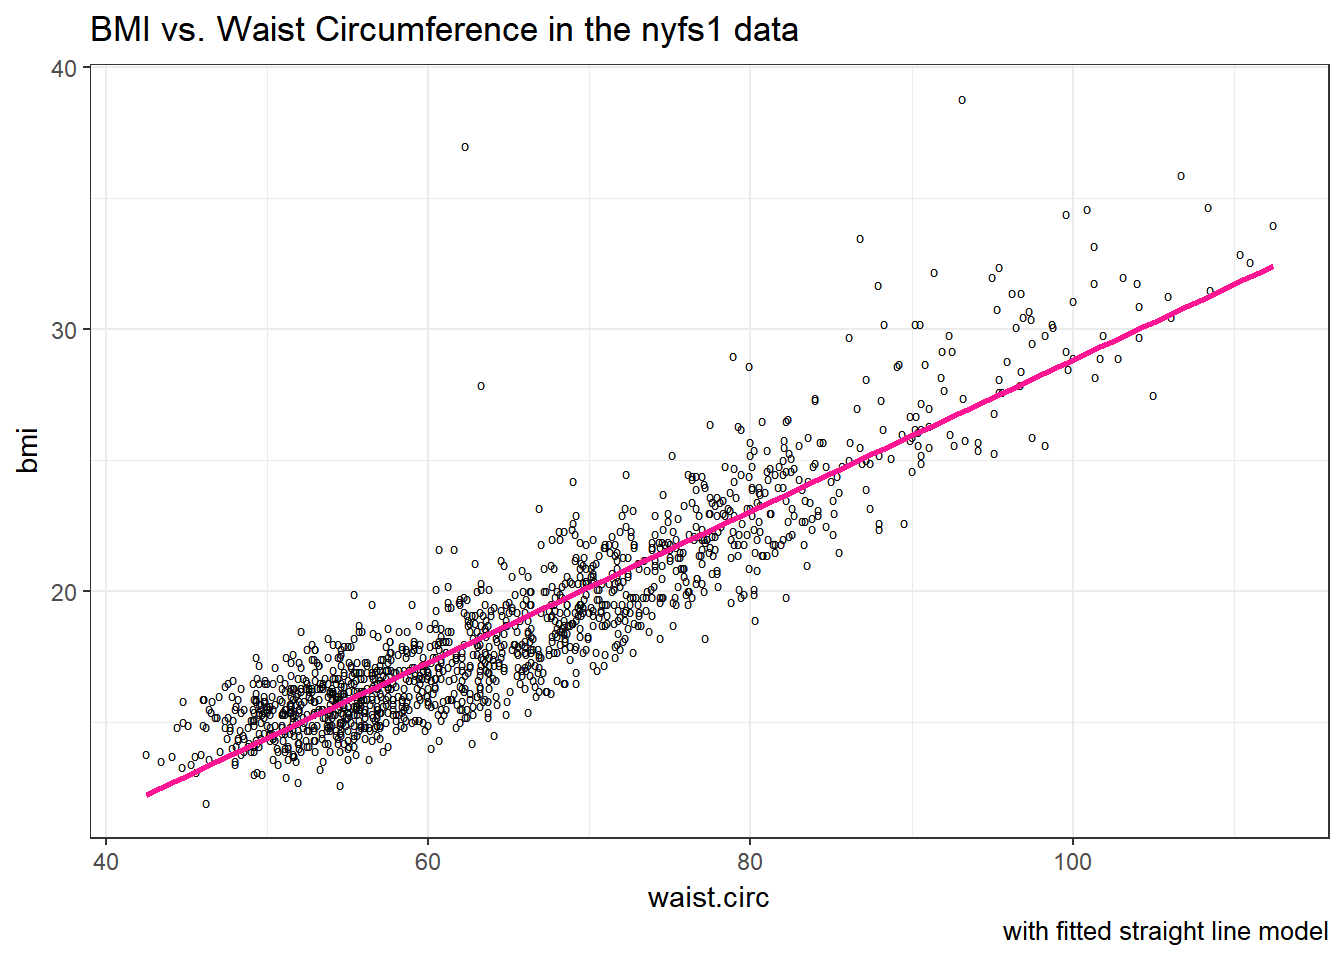 BMI vs. Waist Circumference in the nyfs1 data
40
30
20
bmi
40 60 80 100
waist.circ
with fitted straight line model